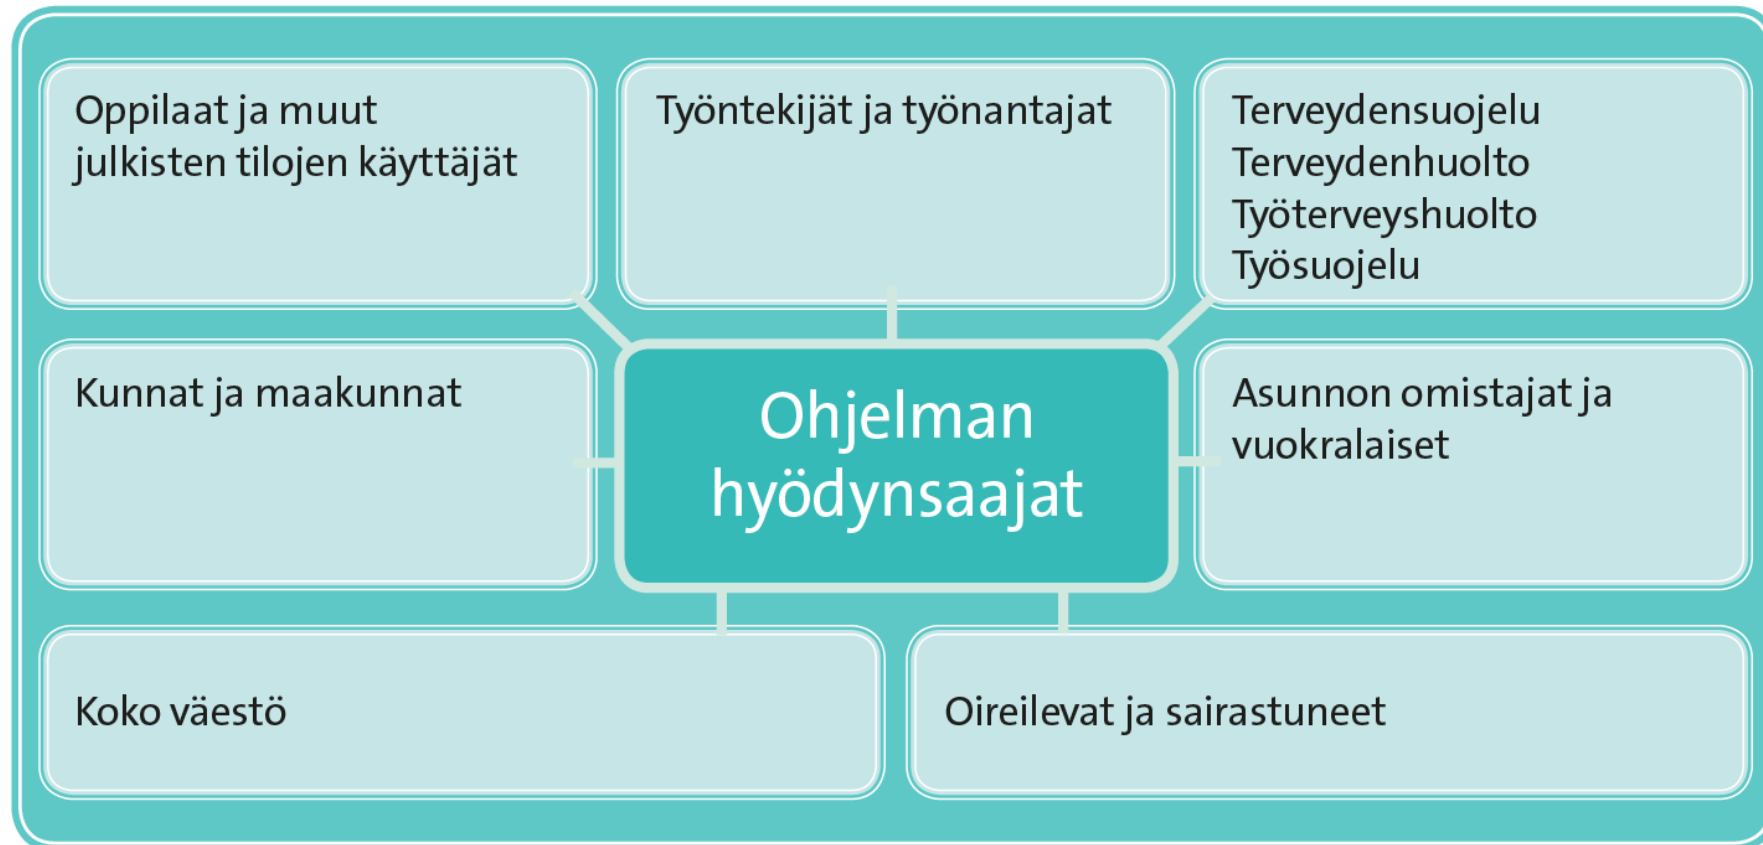 Oppilaat ja muut
julkisten tilojen käyttäjät
Työntekijät ja työnantajat
Terveydensuojelu
Terveydenhuolto
Työterveyshuolto
Työsuojelu
Kunnat ja maakunnat
Ohjelman
hyödynsaajat
Asunnon omistajat ja
vuokralaiset
Koko väestö
Oireilevat ja sairastuneet